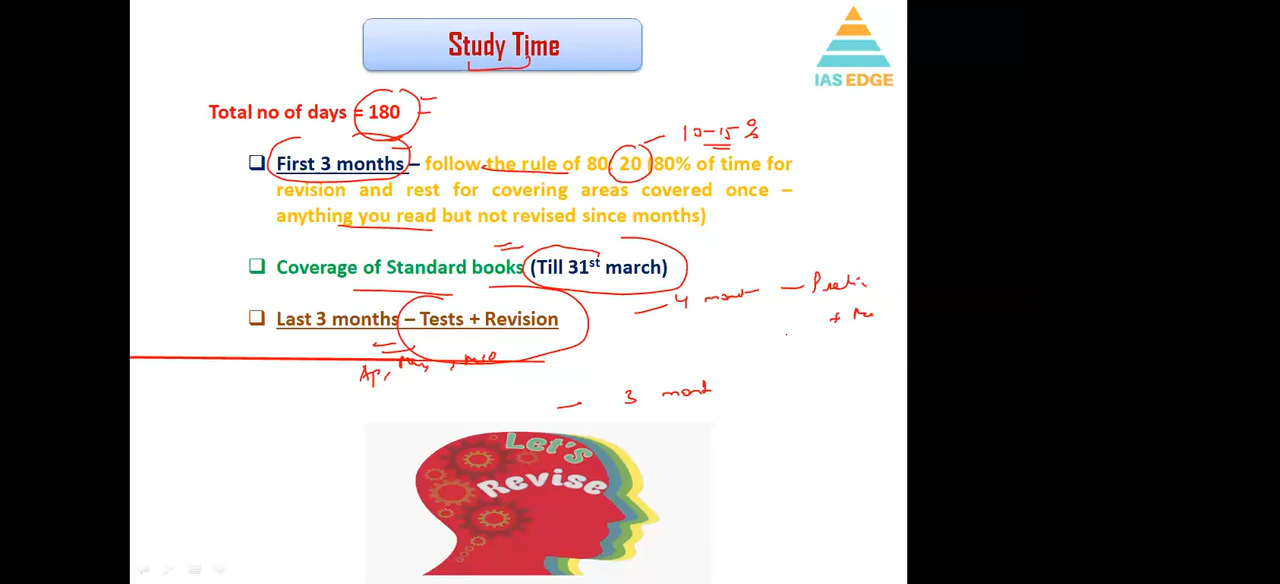 Study Time
IAS EDGE
Total no of days = 180
10-15%
First 3 months – follow the rule of 80 20 (80% of time for
revision and rest for covering areas covered once –
anything you read but not revised since months)
Coverage of Standard books (Till 31st march)
4 month –
Last 3 months – Tests + Revision
Ap,
– 3 mont
Let's
Revise